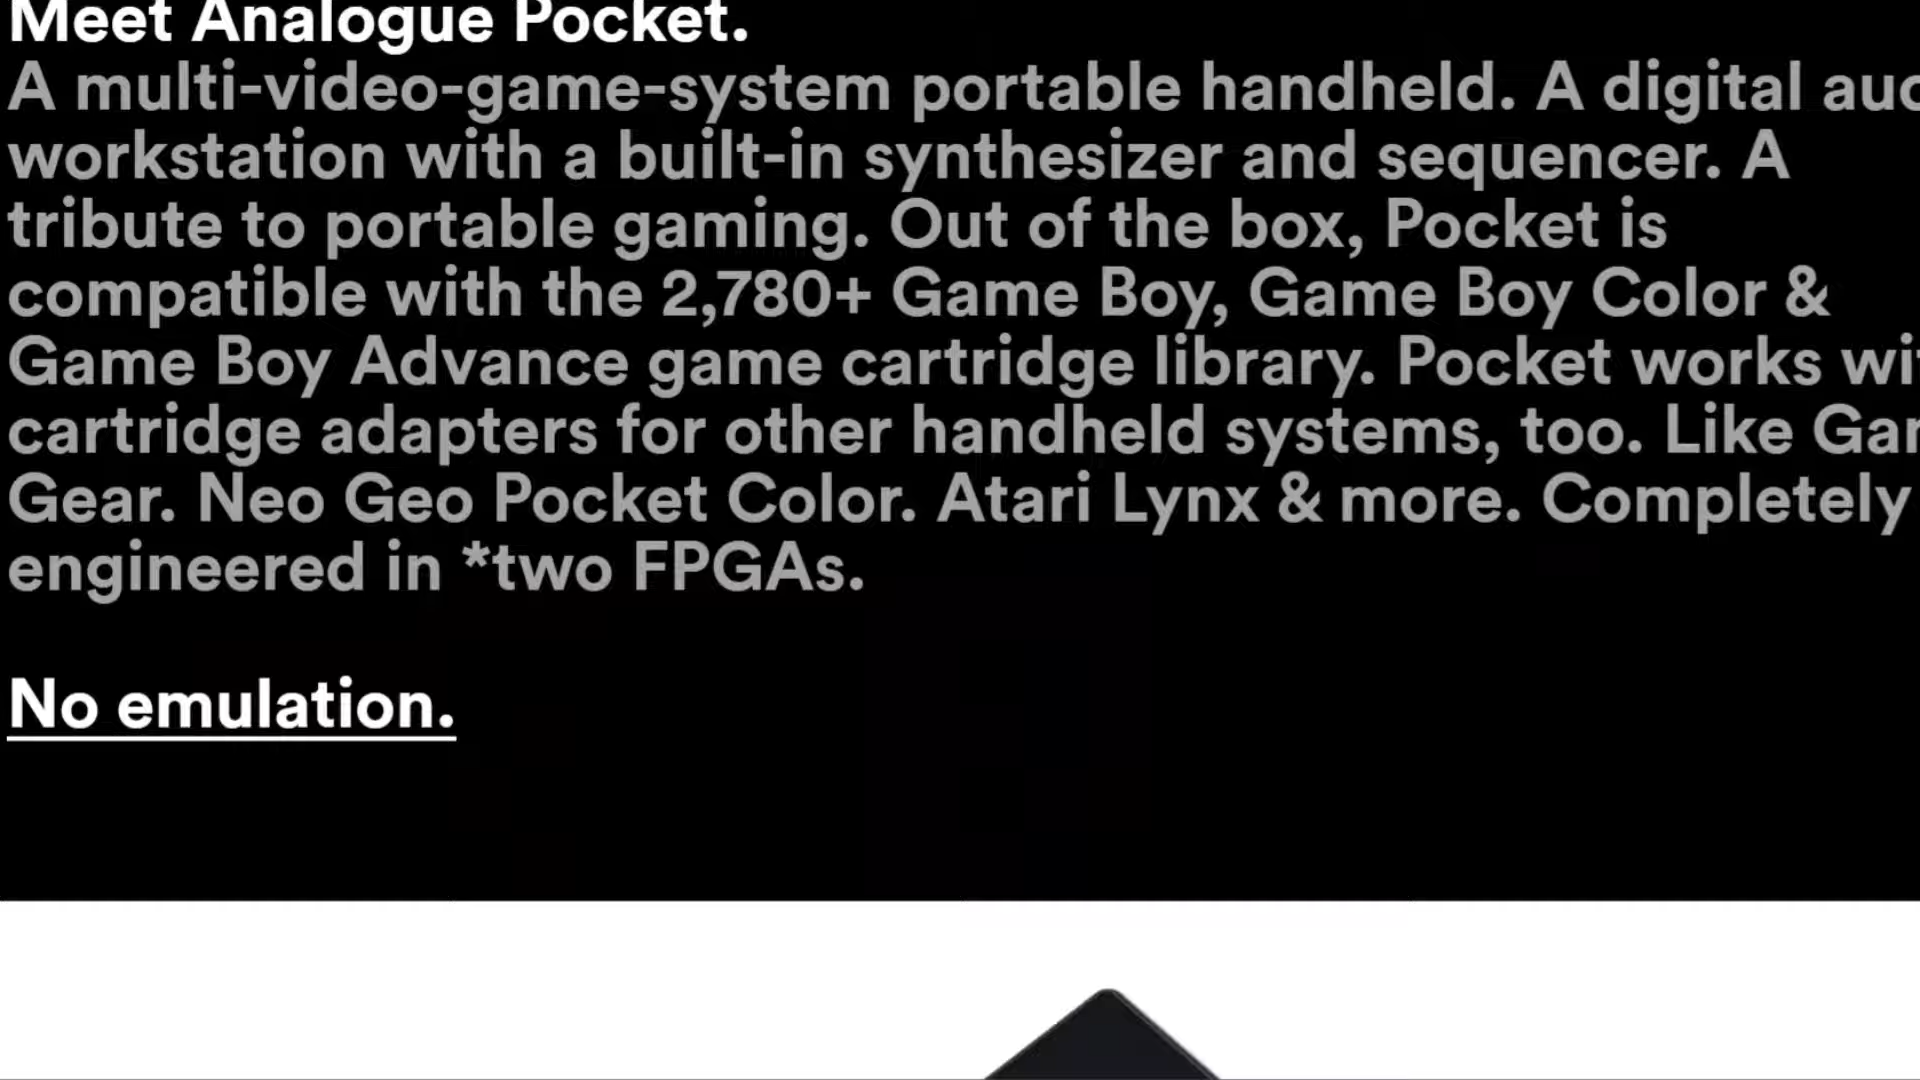 Meet Analogue Pocket.
A multi-video-game-system portable handheld. A digital
workstation with a built-in synthesizer and sequencer. A
tribute to portable gaming. Out of the box, Pocket is
compatible with the 2,780+ Game Boy, Game Boy Color &
Game Boy Advance game cartridge library. Pocket works
cartridge adapters for other handheld systems, too. Like
Gear. Neo Geo Pocket Color. Atari Lynx & more. Completely
engineered in *two FPGAs.
No emulation.